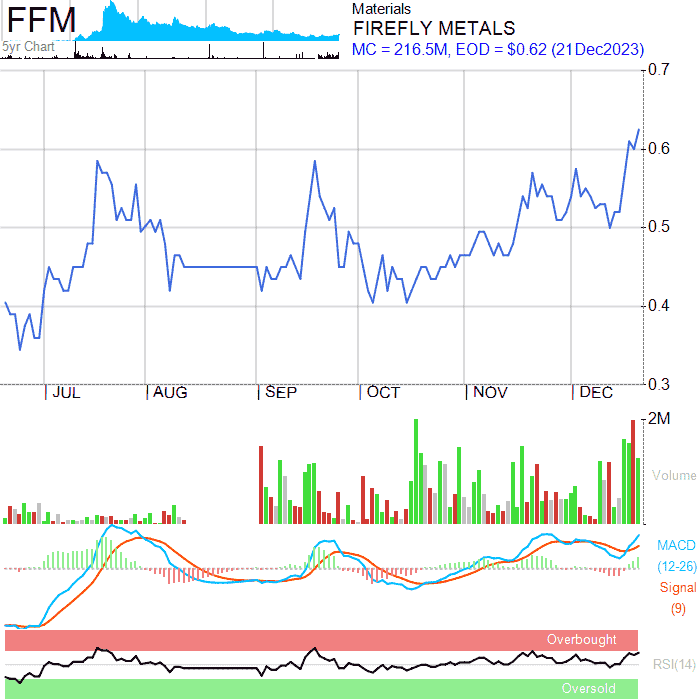 FFM
5yr Chart
Materials
FIREFLY METALS
MC = 216.5M, EOD = $0.62 (21Dec2023)
0.7
0.6
0.5
0.4
0.3
JUL AUG SEP OCT NOV DEC
2M
Volume
MACD
(12-26)
Signal
(9)
Overbought
RSI(14)
Oversold